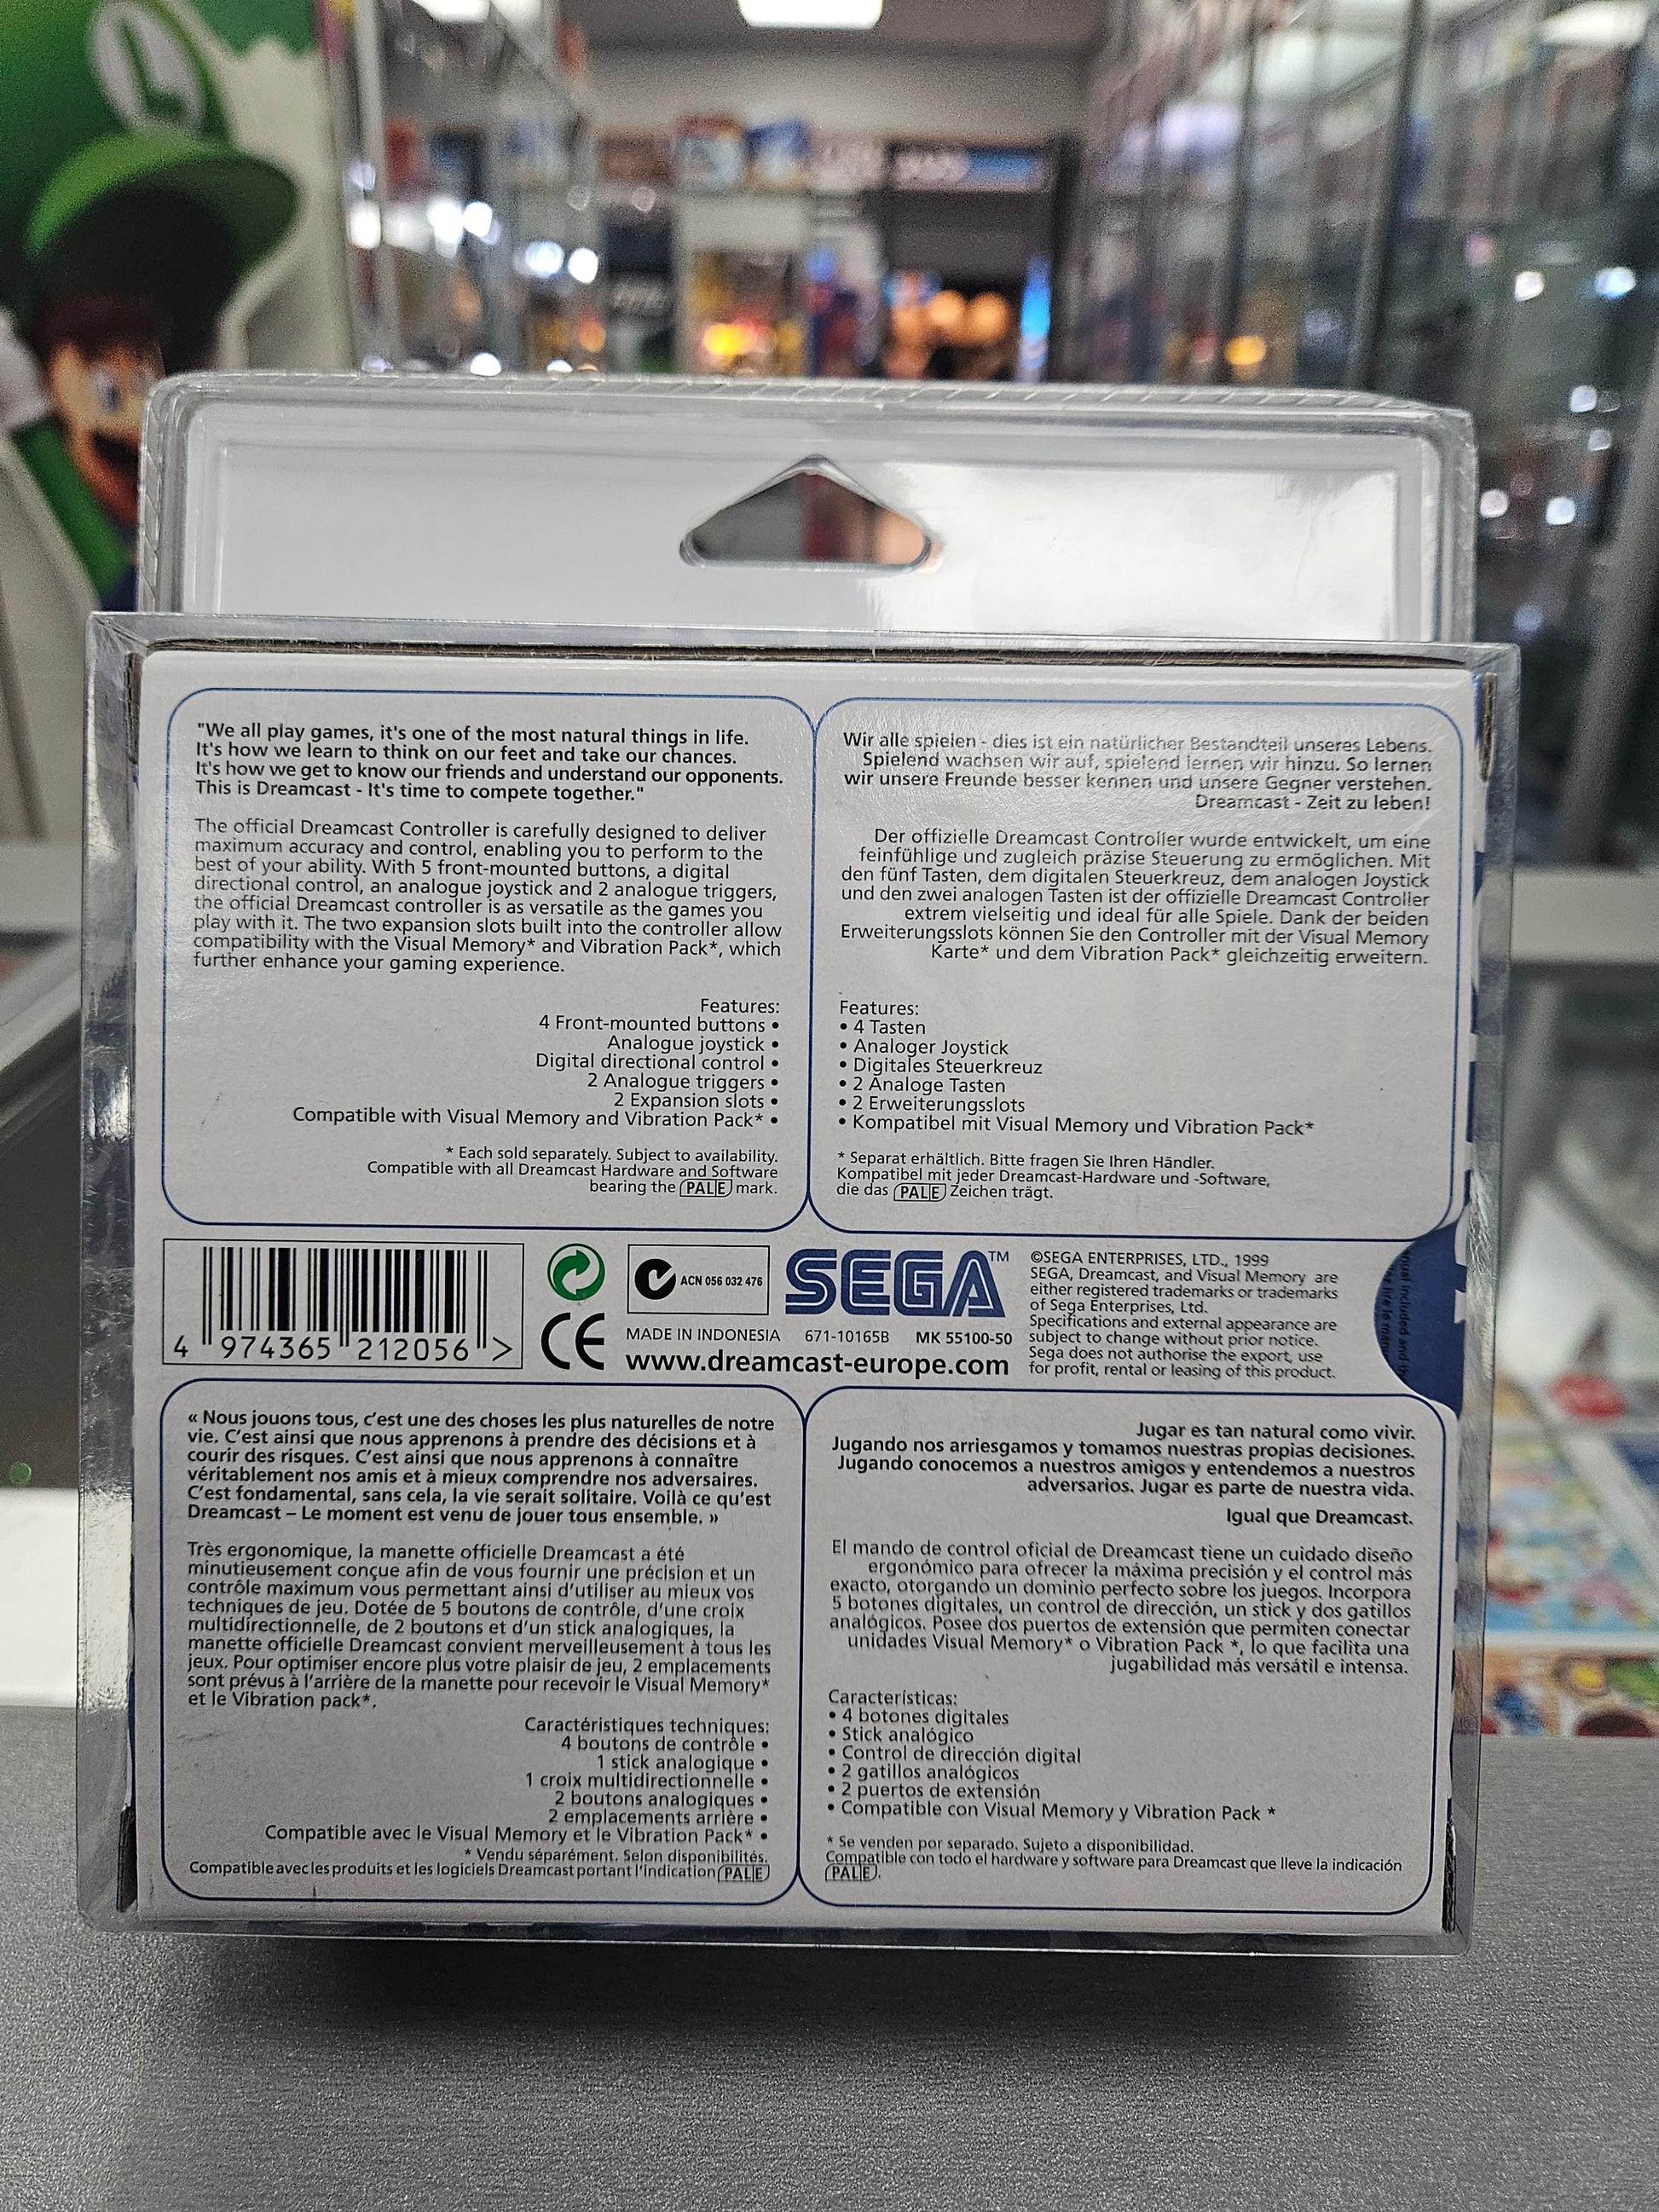 "We all play games, it's one of the most natural things in life.
It's how we learn to think on our feet and take our chances.
It's how we get to know our friends and understand our opponents.
This is Dreamcast - It's time to compete together."
The official Dreamcast Controller is carefully designed to deliver
maximum accuracy and control, enabling you to perform to the
best of your ability. With 5 front-mounted buttons, a digital
directional control, an analogue joystick and 2 analogue triggers,
the official Dreamcast controller is as versatile as the games you
play with it. The two expansion slots built into the controller allow
compatibility with the Visual Memory* and Vibration Pack*, which
further enhance your gaming experience.
Features:
4 Front-mounted buttons •
Analogue joystick •
Digital directional control •
2 Analogue triggers •
2 Expansion slots •
Compatible with Visual Memory and Vibration Pack* •
* Each sold separately. Subject to availability.
Compatible with all Dreamcast Hardware and Software
bearing the PAL E mark.
Wir alle spielen - dies ist ein natürlicher Bestandteil unseres Lebens.
Spielend wachsen wir auf, spielend lernen wir hinzu. So lernen
wir unsere Freunde besser kennen und unsere Gegner verstehen.
Dreamcast - Zeit zu leben!
Der offizielle Dreamcast Controller wurde entwickelt, um eine
feinfühlige und zugleich präzise Steuerung zu ermöglichen. Mit
den fünf Tasten, dem digitalen Steuerkreuz, dem analogen Joystick
und den zwei analogen Tasten ist der offizielle Dreamcast Controller
extrem vielseitig und ideal für alle Spiele. Dank der beiden
Erweiterungsslots können Sie den Controller mit der Visual Memory
Karte* und dem Vibration Pack* gleichzeitig erweitern.
Features:
• 4 Tasten
• Analoger Joystick
• Digitales Steuerkreuz
• 2 Analoge Tasten
• 2 Erweiterungsslots
• Kompatibel mit Visual Memory und Vibration Pack*
* Separat erhältlich. Bitte fragen Sie Ihren Händler.
Kompatibel mit jeder Dreamcast-Hardware und -Software,
die das PAL E Zeichen trägt.
4 974365 212056 >
CE
ACN 056 032 476
SEGA™
MADE IN INDONESIA 671-10165B MK 55100-50
www.dreamcast-europe.com
©SEGA ENTERPRISES, LTD., 1999
SEGA, Dreamcast, and Visual Memory are
either registered trademarks or trademarks
of Sega Enterprises, Ltd.
Specifications and external appearance are
subject to change without prior notice.
Sega does not authorise the export, use
for profit, rental or leasing of this product.
« Nous jouons tous, c'est une des choses les plus naturelles de notre
vie. C'est ainsi que nous apprenons à prendre des décisions et à
courir des risques. C'est ainsi que nous apprenons à connaître
véritablement nos amis et à mieux comprendre nos adversaires.
C'est fondamental, sans cela, la vie serait solitaire. Voilà ce qu'est
Dreamcast – Le moment est venu de jouer tous ensemble. »
Très ergonomique, la manette officielle Dreamcast a été
minutieusement conçue afin de vous fournir une précision et un
contrôle maximum vous permettant ainsi d'utiliser au mieux vos
techniques de jeu. Dotée de 5 boutons de contrôle, d'une croix
multidirectionnelle, de 2 boutons et d'un stick analogiques, la
manette officielle Dreamcast convient merveilleusement à tous les
jeux. Pour optimiser encore plus votre plaisir de jeu, 2 emplacements
sont prévus à l'arrière de la manette pour recevoir le Visual Memory*
et le Vibration pack*.
Caractéristiques techniques:
4 boutons de contrôle •
1 stick analogique •
1 croix multidirectionnelle •
2 boutons analogiques •
2 emplacements arrière •
Compatible avec le Visual Memory et le Vibration Pack* •
* Vendu séparément. Selon disponibilités.
Compatible avec les produits et les logiciels Dreamcast portant l'indication PAL E
Jugar es tan natural como vivir.
Jugando nos arriesgamos y tomamos nuestras propias decisiones.
Jugando conocemos a nuestros amigos y entendemos a nuestros
adversarios. Jugar es parte de nuestra vida.
Igual que Dreamcast.
El mando de control oficial de Dreamcast tiene un cuidado diseño
ergonómico para ofrecer la máxima precisión y el control más
exacto, otorgando un dominio perfecto sobre los juegos. Incorpora
5 botones digitales, un control de dirección, un stick y dos gatillos
analógicos. Posee dos puertos de extensión que permiten conectar
unidades Visual Memory* o Vibration Pack *, lo que facilita una
jugabilidad más versátil e intensa.
Características:
• 4 botones digitales
• Stick analógico
• Control de dirección digital
• 2 gatillos analógicos
• 2 puertos de extensión
• Compatible con Visual Memory y Vibration Pack *
* Se venden por separado. Sujeto a disponibilidad.
Compatible con todo el hardware y software para Dreamcast que lleve la indicación
PAL E.
L